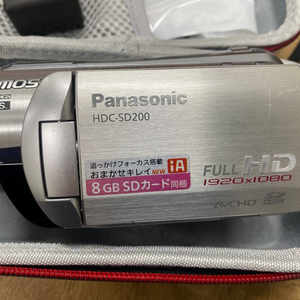 MOS
Panasonic
HDC-SD200
追っかけフォーカス搭載
おまかせキレイ NEW iA
8GB SDカード同梱
FULL HD
1920x1080
AVCHD